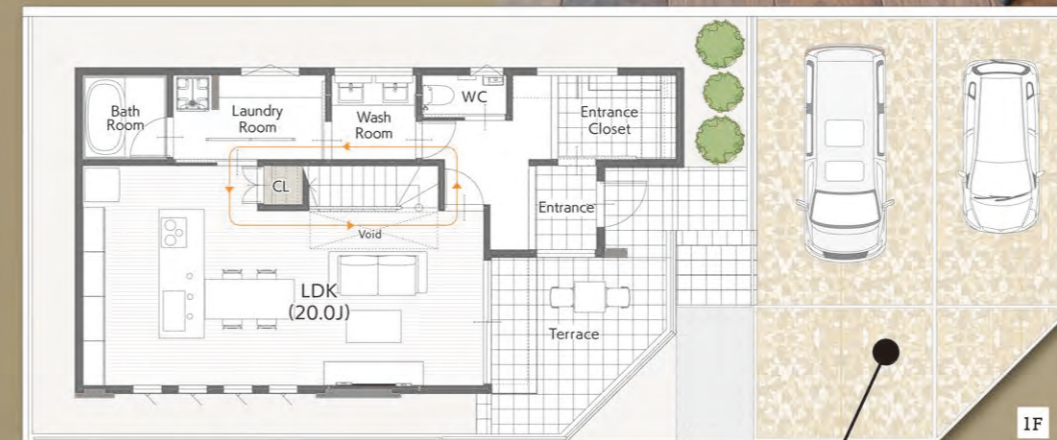 Bath
Room
Laundry
Room
Wash
Room
WC
Entrance
Closet
CL
Entrance
Void
LDK
(20.0J)
Terrace
1F